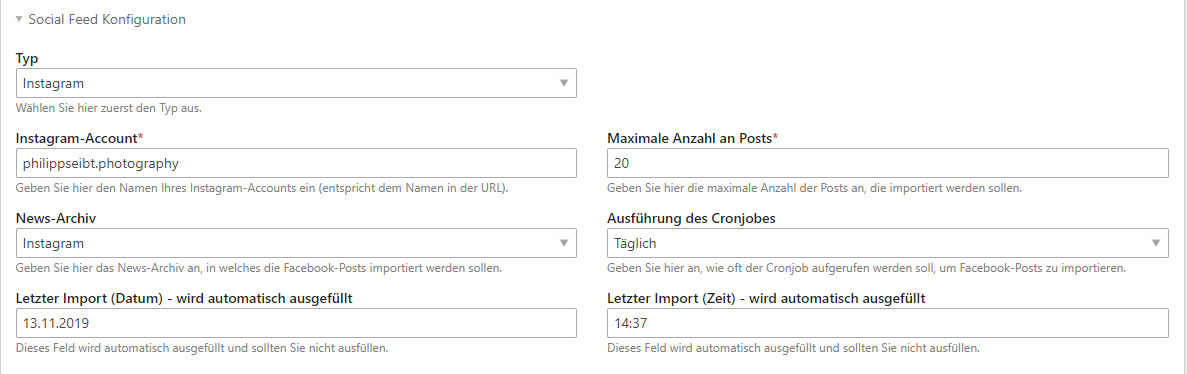 Social Feed Konfiguration
Typ
Instagram
Wählen Sie hier zuerst den Typ aus.
Instagram-Account*
Maximale Anzahl an Posts*
philippseibt.photography
20
Geben Sie hier den Namen Ihres Instagram-Accounts ein (entspricht dem Namen in der URL).
Geben Sie hier die maximale Anzahl der Posts an, die importiert werden sollen.
News-Archiv
Ausführung des Cronjobes
Instagram
Täglich
Geben Sie hier das News-Archiv an, in welches die Facebook-Posts importiert werden sollen.
Geben Sie hier an, wie oft der Cronjob aufgerufen werden soll, um Facebook-Posts zu importieren.
Letzter Import (Datum) - wird automatisch ausgefüllt
Letzter Import (Zeit) - wird automatisch ausgefüllt
13.11.2019
14:37
Dieses Feld wird automatisch ausgefüllt und sollten Sie nicht ausfüllen.
Dieses Feld wird automatisch ausgefüllt und sollten Sie nicht ausfüllen.